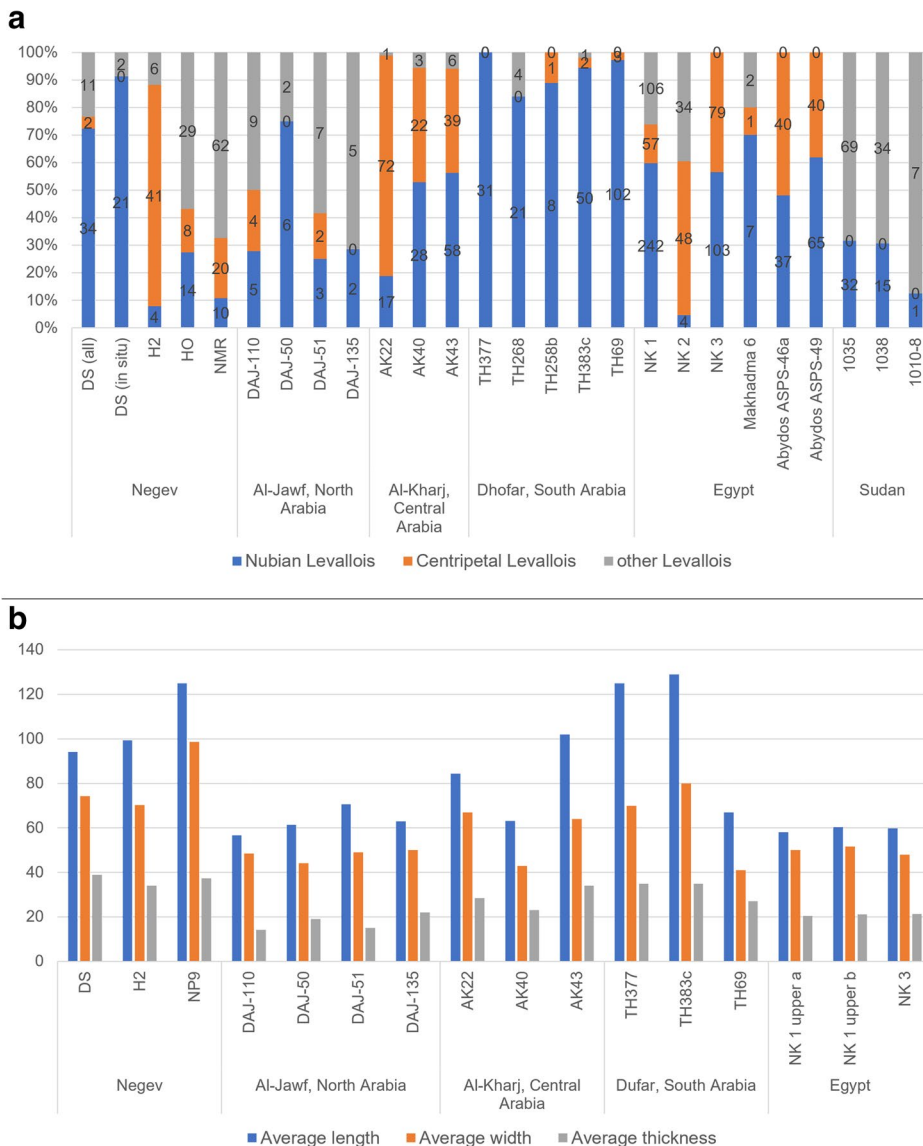 a
100%
90%
80%
70%
60%
50%
40%
30%
20%
10%
0%
11
2
34
2
0
21
6
41
4
29
8
14
62
20
10
9
4
5
2
0
6
7
2
3
5
0
2
1
72
17
3
22
28
6
39
58
0
31
4
0
21
0
1
8
1
2
50
0
3
102
106
57
242
34
48
4
0
79
103
2
1
7
0
40
37
0
40
65
69
0
32
34
0
15
7
0
1
DS (all)
DS (in situ)
H2
HO
NMR
DAJ-110
DAJ-50
DAJ-51
DAJ-135
AK22
AK40
AK43
TH377
TH268
TH258b
TH383c
TH69
NK 1
NK 2
NK 3
Makhadma 6
Abydos ASPS-46a
Abydos ASPS-49
1035
1038
1010-8
Negev
Al-Jawf, North
Arabia
Al-Kharj,
Central
Arabia
Dhofar, South Arabia
Egypt
Sudan
Nubian Levallois
Centripetal Levallois
other Levallois
b
140
120
100
80
60
40
20
0
DS
H2
NP9
DAJ-110
DAJ-50
DAJ-51
DAJ-135
AK22
AK40
AK43
TH377
TH383c
TH69
NK 1 upper a
NK 1 upper b
NK 3
Negev
Al-Jawf, North Arabia
Al-Kharj, Central
Arabia
Dufar, South Arabia
Egypt
Average length
Average width
Average thickness